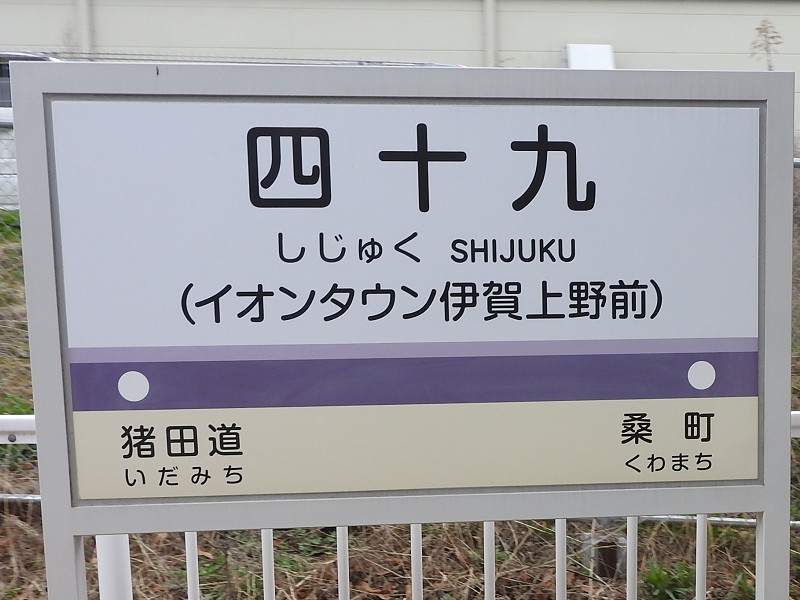 四十九
しじゅく SHIJUKU
(イオンタウン伊賀上野前)
猪田道
いだみち
桑町
くわまち